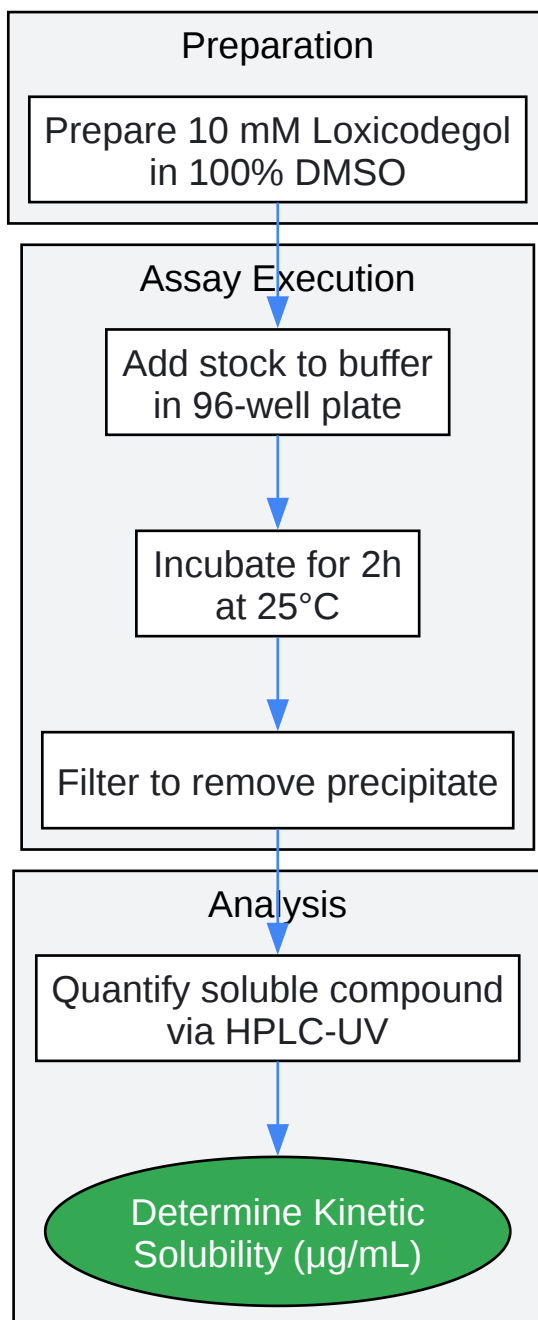 Preparation
Prepare 10 mM Loxicodegol
in 100% DMSO
Assay Execution
Add stock to buffer
in 96-well plate
Incubate for 2h
at 25°C
Filter to remove precipitate
Analysis
Quantify soluble compound
via HPLC-UV
Determine Kinetic
Solubility (µg/mL)